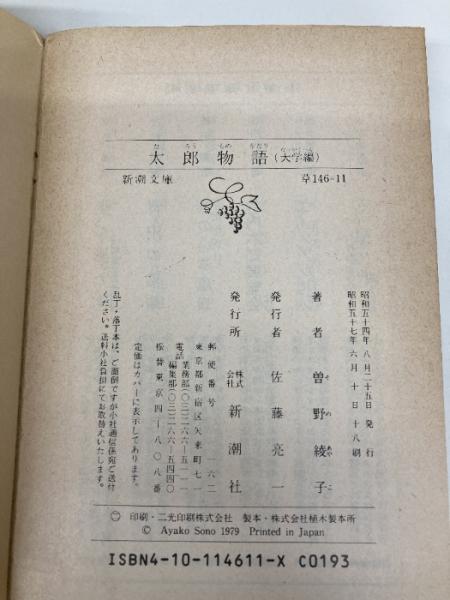 太郎物語(大学編)
新潮文庫 草146-11
昭和五十四年八月二十五日発行
昭和五十七年六月十日十八刷
著者 曽野綾子
発行者 佐藤亮一
発行所 株式会社 新潮社
郵便番号 一六二
東京都新宿区矢来町七一
電話 業務部(〇三)二六六―五一一一
編集部(〇三)二六六―五四四〇
振替東京四―八〇八番
定価はカバーに表示してあります。
乱丁・落丁本は、ご面倒ですが小社通信係宛ご送付
ください。送料小社負担にてお取替えいたします。
印刷・二光印刷株式会社 製本・株式会社植木製本所
© Ayako Sono 1979 Printed in Japan
ISBN4-10-114611-X C0193